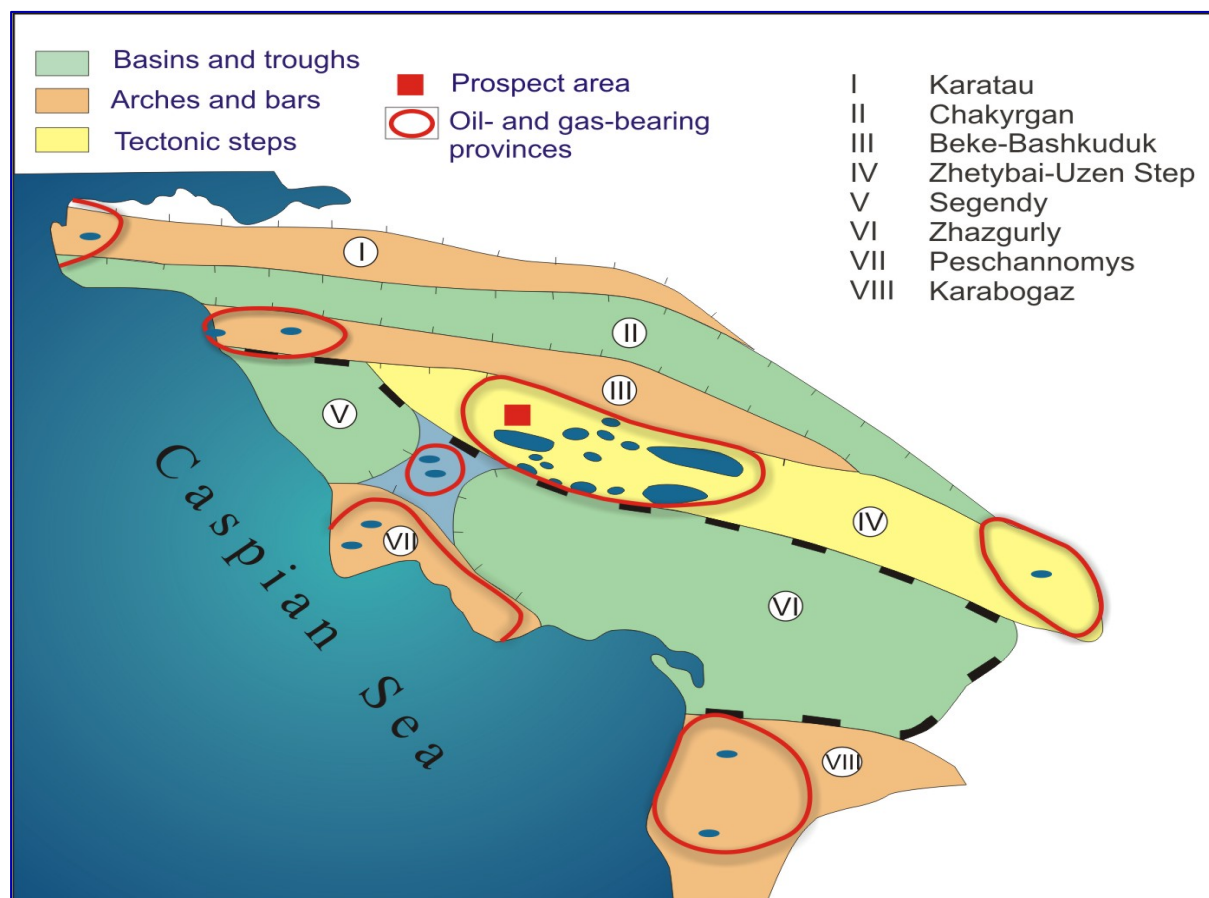 Basins and troughs
Arches and bars
Tectonic steps
Prospect area
Oil- and gas-bearing
provinces
I Karatau
II Chakyrgan
III Beke-Bashkuduk
IV Zhetybai-Uzen Step
V Segendy
VI Zhazgurly
VII Peschannomys
VIII Karabogaz
I
II
III
V
IV
VII
VI
VIII
Caspian Sea